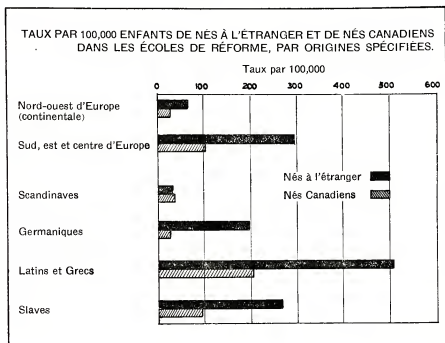 TAUX PAR 100,000 ENFANTS DE NÉS À L'ÉTRANGER ET DE NÉS CANADIENS
DANS LES ÉCOLES DE RÉFORME, PAR ORIGINES SPÉCIFIÉES.
Taux par 100,000
0 100 200 300 400 500 600
Nord-ouest d'Europe
(continentale)
Sud, est et centre d'Europe
Nés à l'étranger
Nés Canadiens
Scandinaves
Germaniques
Latins et Grecs
Slaves